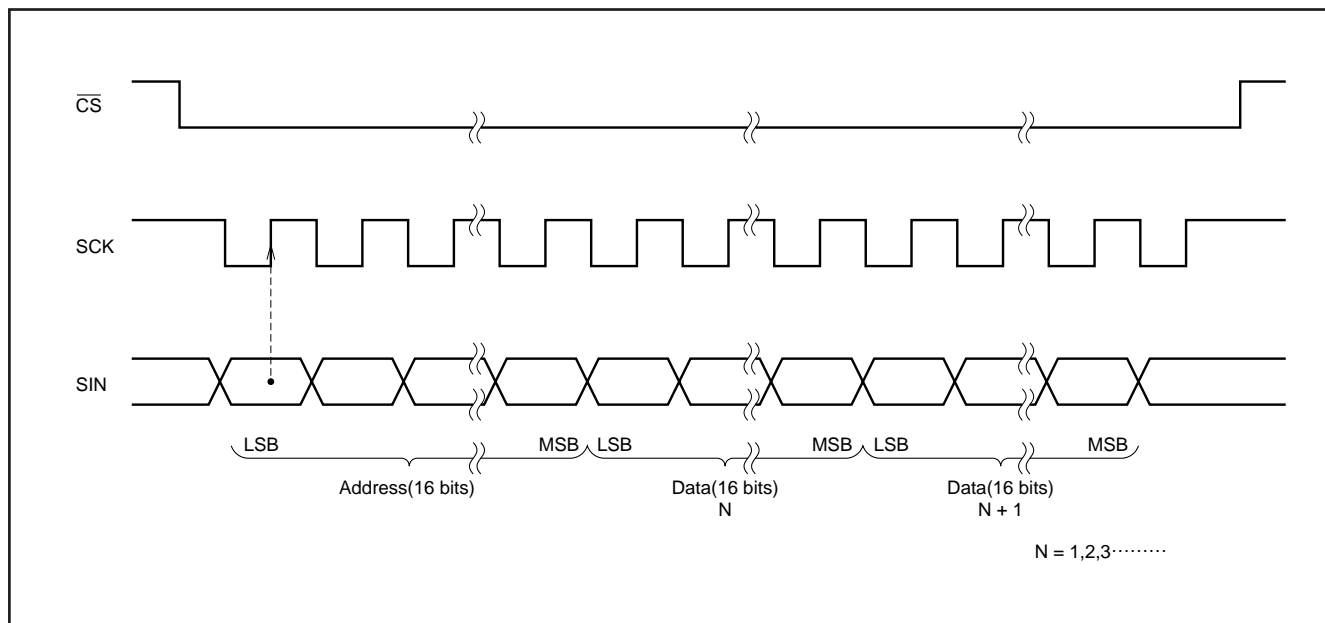 CS
SCK
SIN
LSB MSB LSB MSB LSB MSB
Address(16 bits) Data(16 bits) Data(16 bits)
N N + 1
N = 1,2,3·········